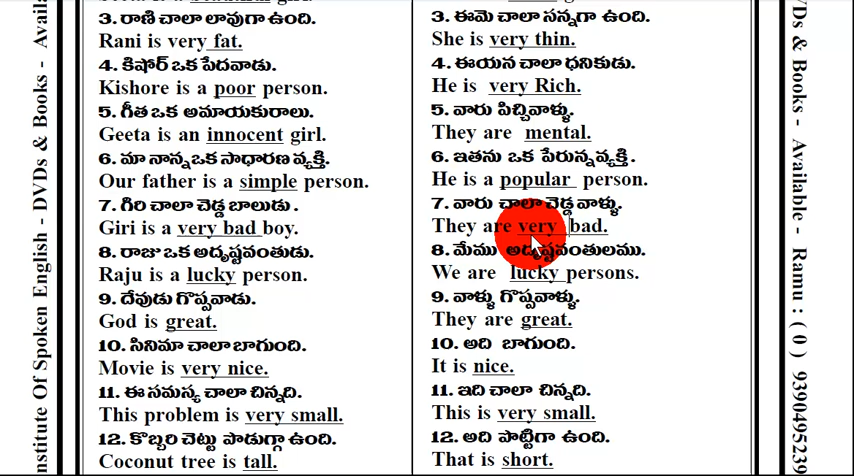 3. రాణి చాలా లావుగా ఉంది.
Rani is very fat.
4. కిషోర్ ఒక పేదవాడు.
Kishore is a poor person.
5. గీత ఒక అమాయకురాలు.
Geeta is an innocent girl.
6. మా నాన్న ఒక సాధారణ వ్యక్తి.
Our father is a simple person.
7. గిరి చాలా చెడ్డ బాలుడు.
Giri is a very bad boy.
8. రాజు ఒక అదృష్టవంతుడు.
Raju is a lucky person.
9. దేవుడు గొప్పవాడు.
God is great.
10. సినిమా చాలా బాగుంది.
Movie is very nice.
11. ఈ సమస్య చాలా చిన్నది.
This problem is very small.
12. కొబ్బరి చెట్టు పొడుగ్గా ఉంది.
Coconut tree is tall.
3. ఈమె చాలా సన్నగా ఉంది.
She is very thin.
4. ఈయన చాలా ధనికుడు.
He is very Rich.
5. వారు పిచ్చివాళ్ళు.
They are mental.
6. ఇతను ఒక పేరున్నవ్యక్తి.
He is a popular person.
7. వారు చాలా చెడ్డ వాళ్ళు.
They are very bad.
8. మేము అదృష్టవంతులము.
We are lucky persons.
9. వాళ్ళు గొప్పవాళ్ళు.
They are great.
10. అది బాగుంది.
It is nice.
11. ఇది చాలా చిన్నది.
This is very small.
12. అది పొట్టిగా ఉంది.
That is short.
nstitute Of Spoken English - DVDs & Books - Availa
DVDs & Books - Available - Ramu : ( 0 ) 9390495239